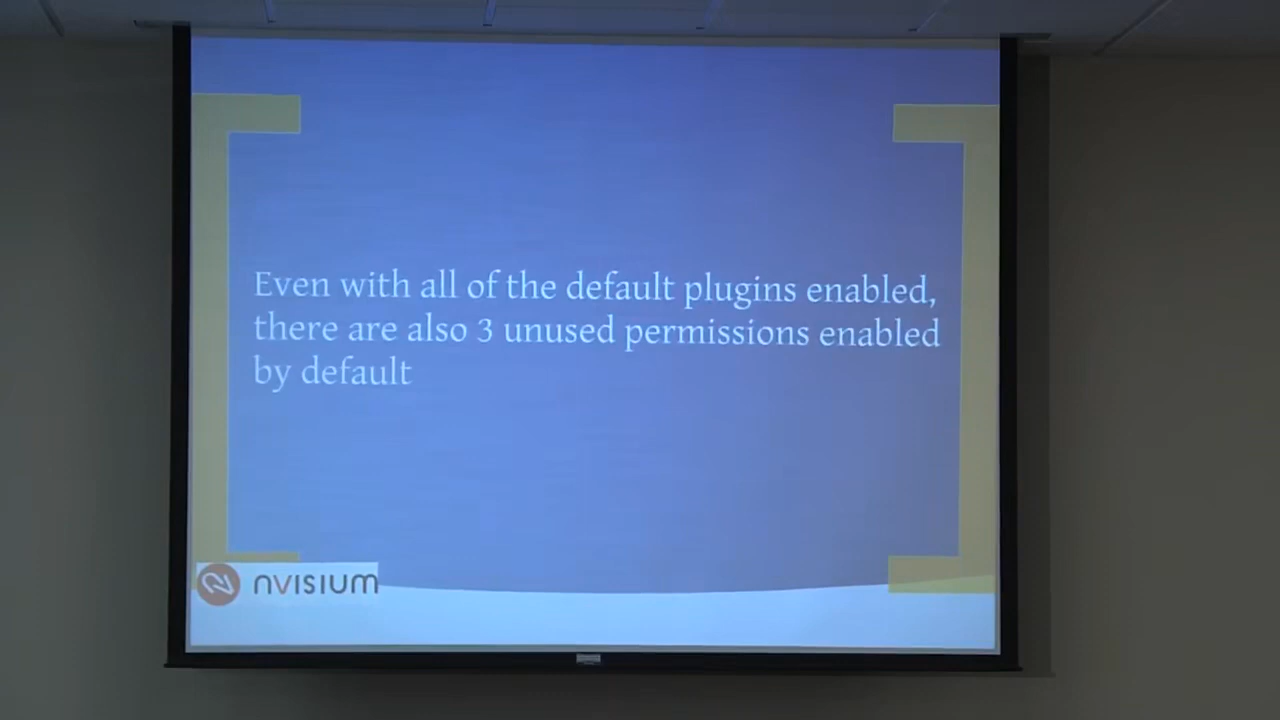 Even with all of the default plugins enabled,
there are also 3 unused permissions enabled
by default
nVISIUM